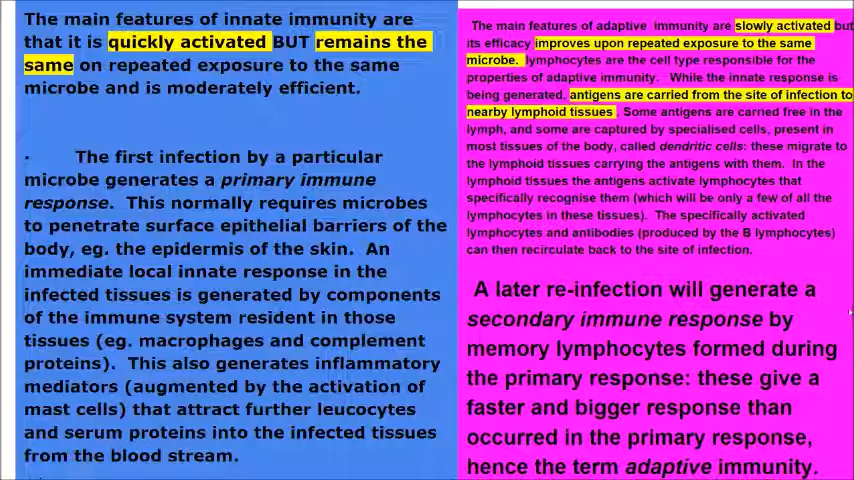 The main features of innate immunity are
that it is quickly activated BUT remains the
same on repeated exposure to the same
microbe and is moderately efficient.
· The first infection by a particular
microbe generates a primary immune
response. This normally requires microbes
to penetrate surface epithelial barriers of the
body, eg. the epidermis of the skin. An
immediate local innate response in the
infected tissues is generated by components
of the immune system resident in those
tissues (eg. macrophages and complement
proteins). This also generates inflammatory
mediators (augmented by the activation of
mast cells) that attract further leucocytes
and serum proteins into the infected tissues
from the blood stream.
The main features of adaptive immunity are slowly activated but
its efficacy improves upon repeated exposure to the same
microbe. lymphocytes are the cell type responsible for the
properties of adaptive immunity. While the innate response is
being generated, antigens are carried from the site of infection to
nearby lymphoid tissues . Some antigens are carried free in the
lymph, and some are captured by specialised cells, present in
most tissues of the body, called dendritic cells: these migrate to
the lymphoid tissues carrying the antigens with them. In the
lymphoid tissues the antigens activate lymphocytes that
specifically recognise them (which will be only a few of all the
lymphocytes in these tissues). The specifically activated
lymphocytes and antibodies (produced by the B lymphocytes)
can then recirculate back to the site of infection.
A later re-infection will generate a
secondary immune response by
memory lymphocytes formed during
the primary response: these give a
faster and bigger response than
occurred in the primary response,
hence the term adaptive immunity.